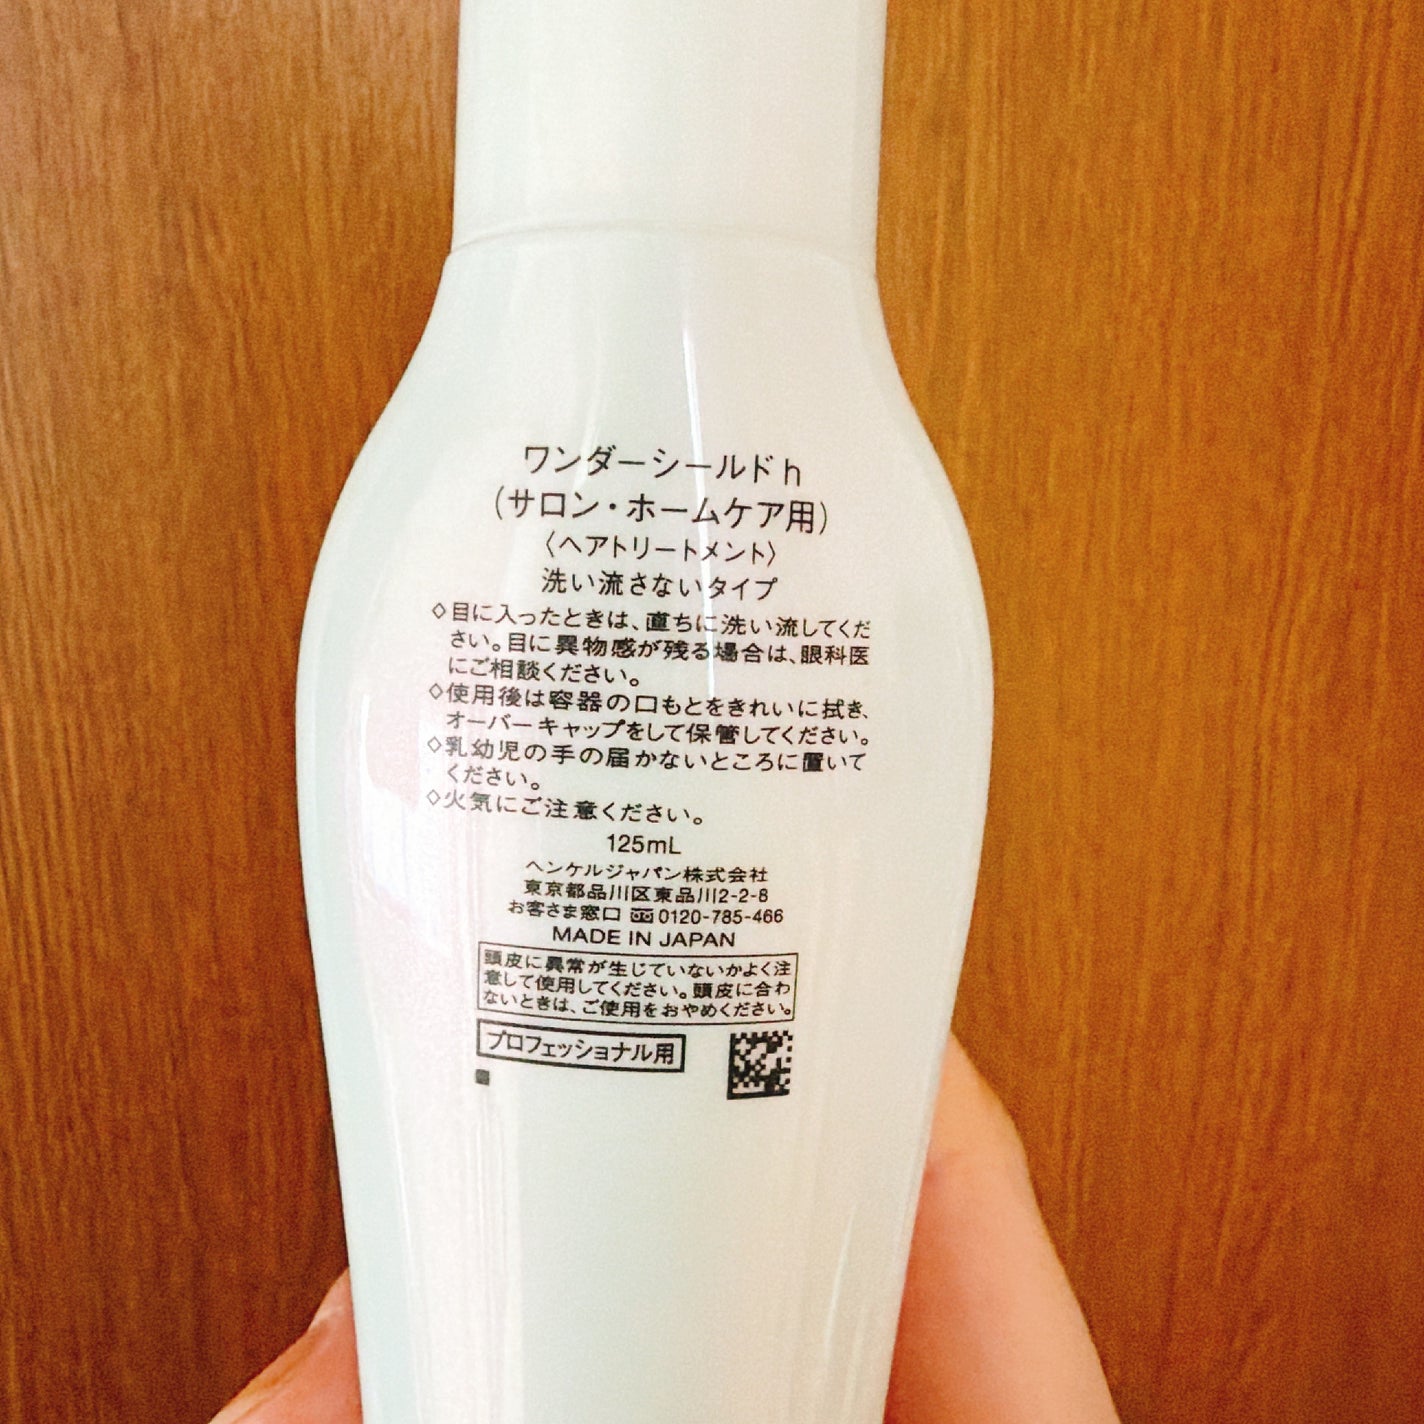 ワンダーシールドh
(サロン・ホームケア用)
〈ヘアトリートメント〉
洗い流さないタイプ
◇目に入ったときは、直ちに洗い流してくだ
さい。目に異物感が残る場合は、眼科医
にご相談ください。
◇使用後は容器の口もとをきれいに拭き、
オーバーキャップをして保管してください。
◇乳幼児の手の届かないところに置いて
ください。
◇火気にご注意ください。
125mL
ヘンケルジャパン株式会社
東京都品川区東品川2-2-8
お客さま窓口 0120-785-466
MADE IN JAPAN
頭皮に異常が生じていないかよく注
意して使用してください。頭皮に合わ
ないときは、ご使用をおやめください。
プロフェッショナル用